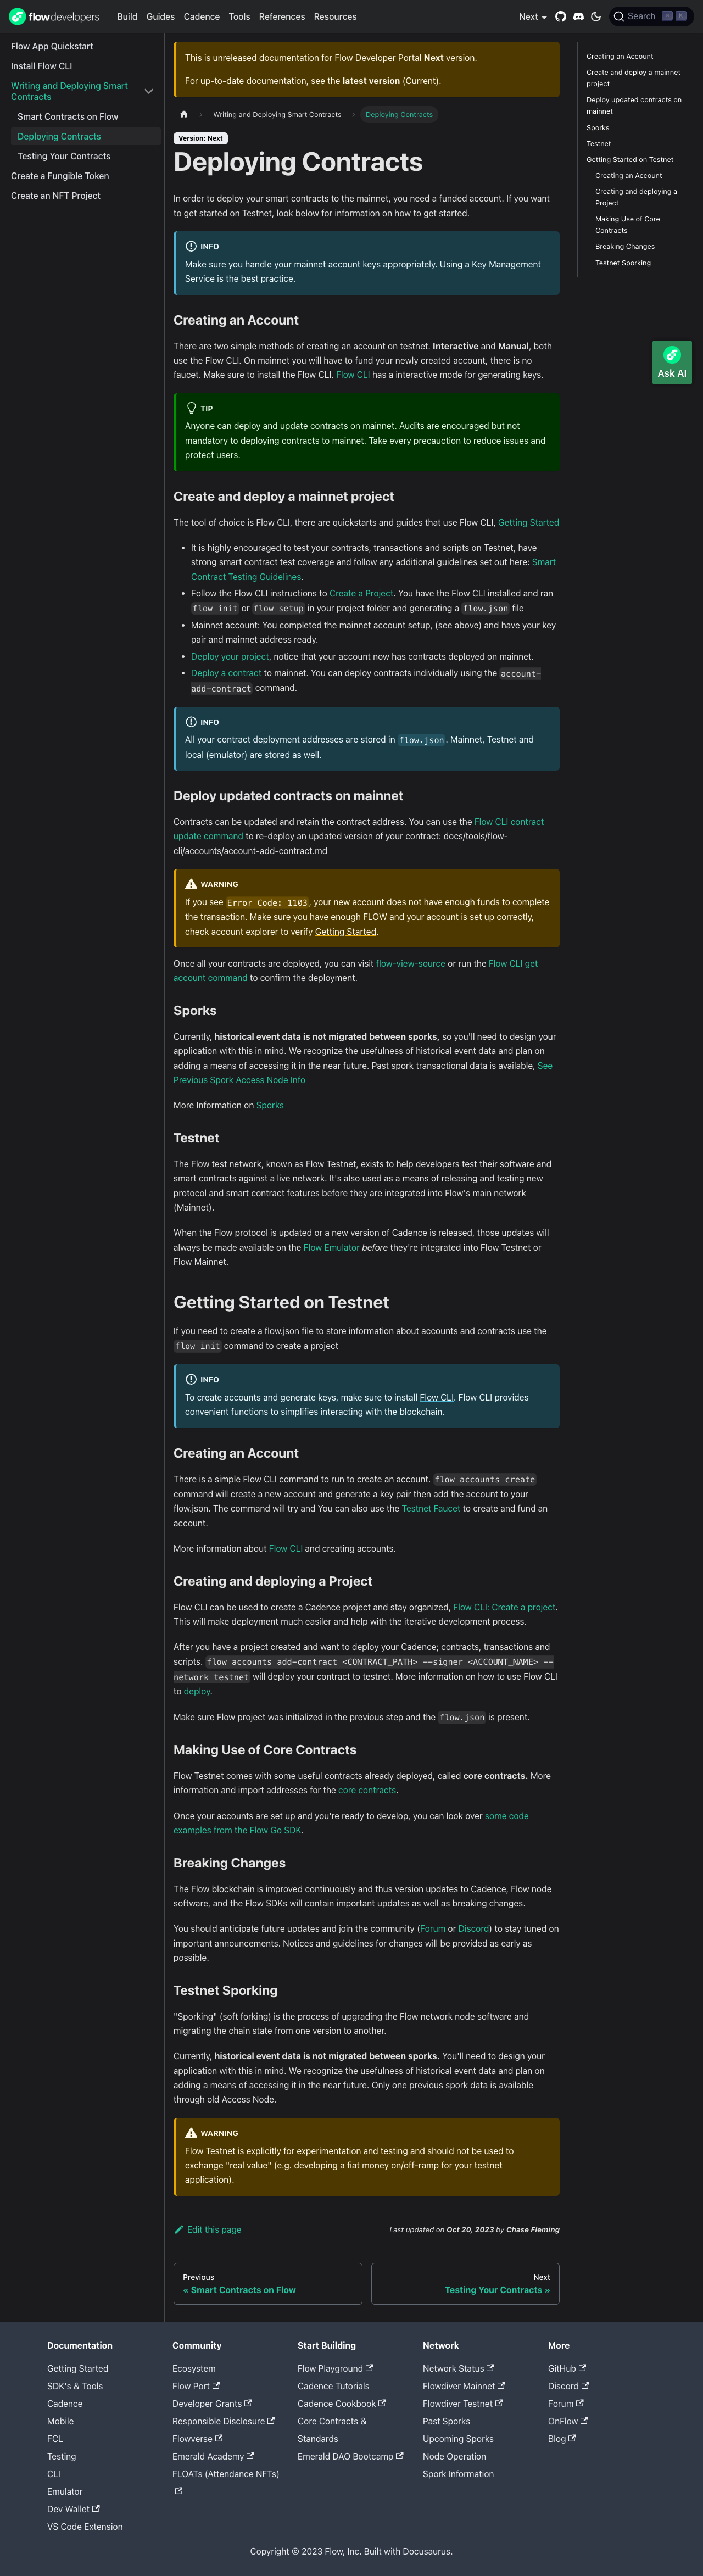 flowdevelopers
Build
Guides
Cadence
Tools
References
Resources
Next
Search
Flow App Quickstart
Install Flow CLI
Writing and Deploying Smart
Contracts
Smart Contracts on Flow
Deploying Contracts
Testing Your Contracts
Create a Fungible Token
Create an NFT Project
This is unreleased documentation for Flow Developer Portal Next version.
For up-to-date documentation, see the latest version (Current).
Writing and Deploying Smart Contracts
Deploying Contracts
Version: Next
Deploying Contracts
In order to deploy your smart contracts to the mainnet, you need a funded account. If you want
to get started on Testnet, look below for information on how to get started.
INFO
Make sure you handle your mainnet account keys appropriately. Using a Key Management
Service is the best practice.
Creating an Account
There are two simple methods of creating an account on testnet. Interactive and Manual, both
use the Flow CLI. On mainnet you will have to fund your newly created account, there is no
faucet. Make sure to install the Flow CLI. Flow CLI has a interactive mode for generating keys.
TIP
Anyone can deploy and update contracts on mainnet. Audits are encouraged but not
mandatory to deploying contracts to mainnet. Take every precauction to reduce issues and
protect users.
Create and deploy a mainnet project
The tool of choice is Flow CLI, there are quickstarts and guides that use Flow CLI, Getting Started
• It is highly encouraged to test your contracts, transactions and scripts on Testnet, have
strong smart contract test coverage and follow any additional guidelines set out here: Smart
Contract Testing Guidelines.
• Follow the Flow CLI instructions to Create a Project. You have the Flow CLI installed and ran
flow init or flow setup in your project folder and generating a flow.json file
• Mainnet account: You completed the mainnet account setup, (see above) and have your key
pair and mainnet address ready.
• Deploy your project, notice that your account now has contracts deployed on mainnet.
• Deploy a contract to mainnet. You can deploy contracts individually using the account-
add-contract command.
INFO
All your contract deployment addresses are stored in flow.json. Mainnet, Testnet and
local (emulator) are stored as well.
Deploy updated contracts on mainnet
Contracts can be updated and retain the contract address. You can use the Flow CLI contract
update command to re-deploy an updated version of your contract: docs/tools/flow-
cli/accounts/account-add-contract.md
WARNING
If you see Error Code: 1103, your new account does not have enough funds to complete
the transaction. Make sure you have enough FLOW and your account is set up correctly,
check account explorer to verify Getting Started.
Once all your contracts are deployed, you can visit flow-view-source or run the Flow CLI get
account command to confirm the deployment.
Sporks
Currently, historical event data is not migrated between sporks, so you'll need to design your
application with this in mind. We recognize the usefulness of historical event data and plan on
adding a means of accessing it in the near future. Past spork transactional data is available, See
Previous Spork Access Node Info
More Information on Sporks
Testnet
The Flow test network, known as Flow Testnet, exists to help developers test their software and
smart contracts against a live network. It's also used as a means of releasing and testing new
protocol and smart contract features before they are integrated into Flow's main network
(Mainnet).
When the Flow protocol is updated or a new version of Cadence is released, those updates will
always be made available on the Flow Emulator before they're integrated into Flow Testnet or
Flow Mainnet.
Getting Started on Testnet
If you need to create a flow.json file to store information about accounts and contracts use the
flow init command to create a project
INFO
To create accounts and generate keys, make sure to install Flow CLI. Flow CLI provides
convenient functions to simplifies interacting with the blockchain.
Creating an Account
There is a simple Flow CLI command to run to create an account. flow accounts create
command will create a new account and generate a key pair then add the account to your
flow.json. The command will try and You can also use the Testnet Faucet to create and fund an
account.
More information about Flow CLI and creating accounts.
Creating and deploying a Project
Flow CLI can be used to create a Cadence project and stay organized, Flow CLI: Create a project.
This will make deployment much easiler and help with the iterative development process.
After you have a project created and want to deploy your Cadence; contracts, transactions and
scripts. flow accounts add-contract <CONTRACT_PATH> --signer <ACCOUNT_NAME> --
network testnet will deploy your contract to testnet. More information on how to use Flow CLI
to deploy.
Make sure Flow project was initialized in the previous step and the flow.json is present.
Making Use of Core Contracts
Flow Testnet comes with some useful contracts already deployed, called core contracts. More
information and import addresses for the core contracts.
Once your accounts are set up and you're ready to develop, you can look over some code
examples from the Flow Go SDK.
Breaking Changes
The Flow blockchain is improved continuously and thus version updates to Cadence, Flow node
software, and the Flow SDKs will contain important updates as well as breaking changes.
You should anticipate future updates and join the community (Forum or Discord) to stay tuned on
important announcements. Notices and guidelines for changes will be provided as early as
possible.
Testnet Sporking
"Sporking" (soft forking) is the process of upgrading the Flow network node software and
migrating the chain state from one version to another.
Currently, historical event data is not migrated between sporks. You'll need to design your
application with this in mind. We recognize the usefulness of historical event data and plan on
adding a means of accessing it in the near future. Only one previous spork data is available
through old Access Node.
WARNING
Flow Testnet is explicitly for experimentation and testing and should not be used to
exchange "real value" (e.g. developing a fiat money on/off-ramp for your testnet
application).
Edit this page
Last updated on Oct 20, 2023 by Chase Fleming
Previous
« Smart Contracts on Flow
Next
Testing Your Contracts »
Creating an Account
Create and deploy a mainnet
project
Deploy updated contracts on
mainnet
Sporks
Testnet
Getting Started on Testnet
Creating an Account
Creating and deploying a
Project
Making Use of Core
Contracts
Breaking Changes
Testnet Sporking
Ask AI
Documentation
Getting Started
SDK's & Tools
Cadence
Mobile
FCL
Testing
CLI
Emulator
Dev Wallet
VS Code Extension
Community
Ecosystem
Flow Port
Developer Grants
Responsible Disclosure
Flowverse
Emerald Academy
FLOATs (Attendance NFTs)
Start Building
Flow Playground
Cadence Tutorials
Cadence Cookbook
Core Contracts &
Standards
Emerald DAO Bootcamp
Network
Network Status
Flowdiver Mainnet
Flowdiver Testnet
Past Sporks
Upcoming Sporks
Node Operation
Spork Information
More
GitHub
Discord
Forum
OnFlow
Blog
Copyright © 2023 Flow, Inc. Built with Docusaurus.